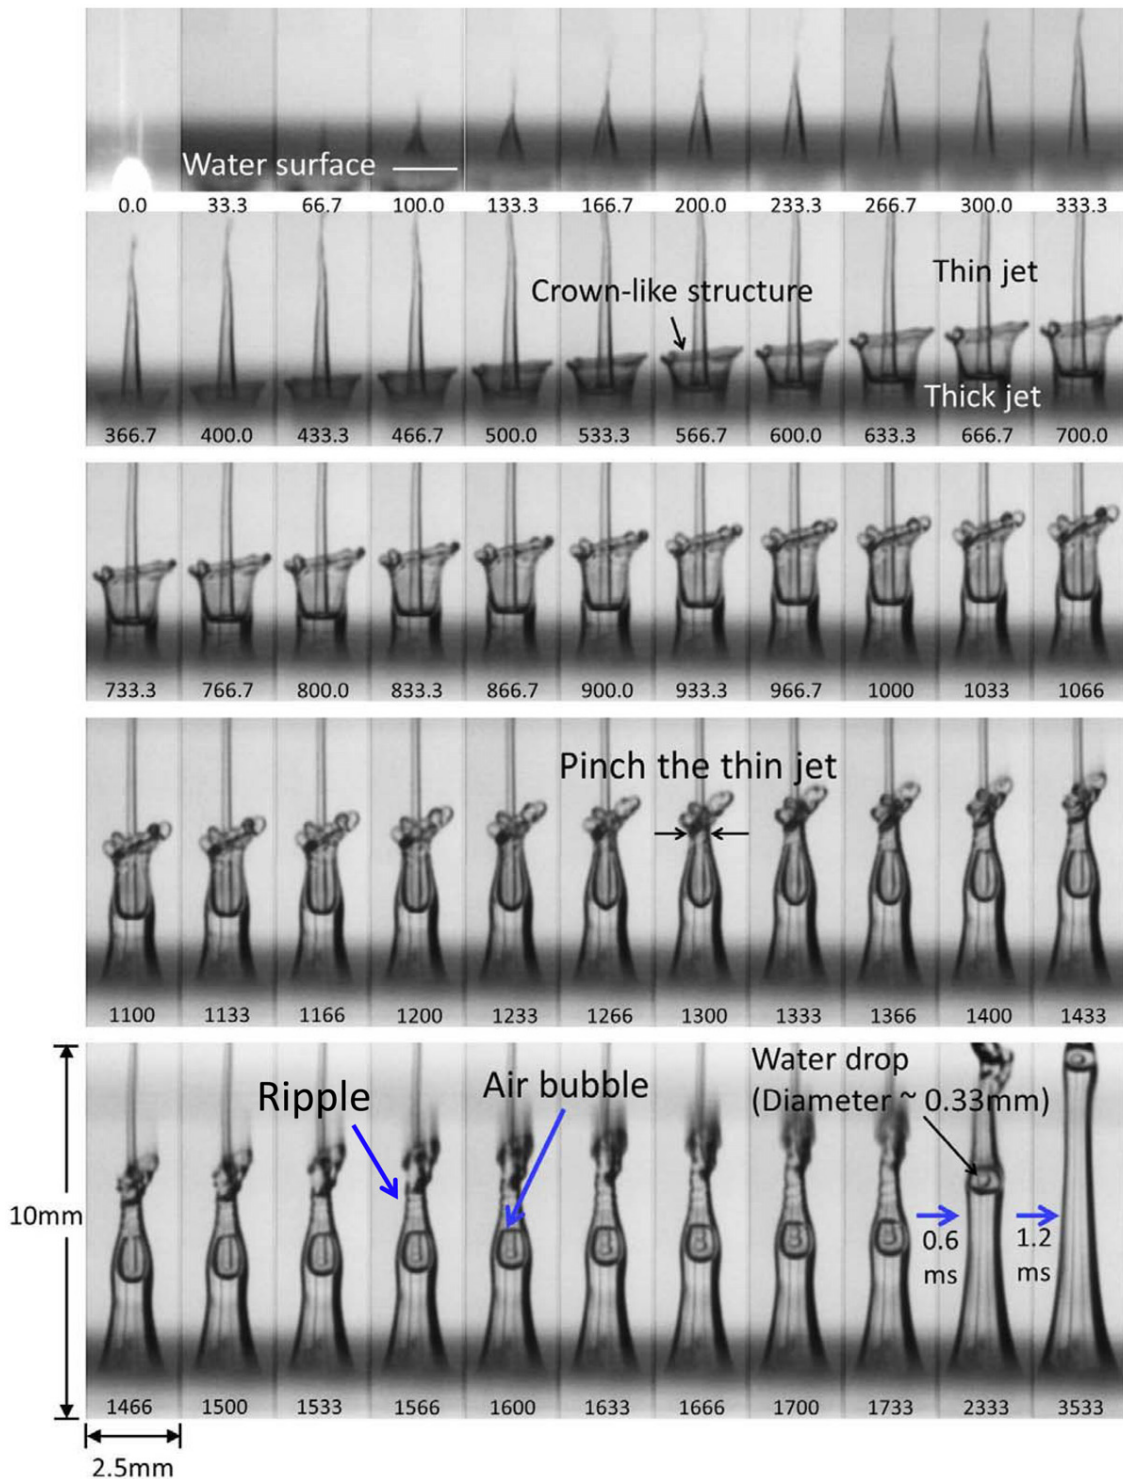 Water surface
0.0 33.3 66.7 100.0 133.3 166.7 200.0 233.3 266.7 300.0 333.3
Thin jet
Crown-like structure
Thick jet
366.7 400.0 433.3 466.7 500.0 533.3 566.7 600.0 633.3 666.7 700.0
733.3 766.7 800.0 833.3 866.7 900.0 933.3 966.7 1000 1033 1066
Pinch the thin jet
1100 1133 1166 1200 1233 1266 1300 1333 1366 1400 1433
Water drop
(Diameter ~ 0.33mm)
Ripple
Air bubble
10mm
0.6
ms
1.2
ms
1466 1500 1533 1566 1600 1633 1666 1700 1733 2333 3533
2.5mm